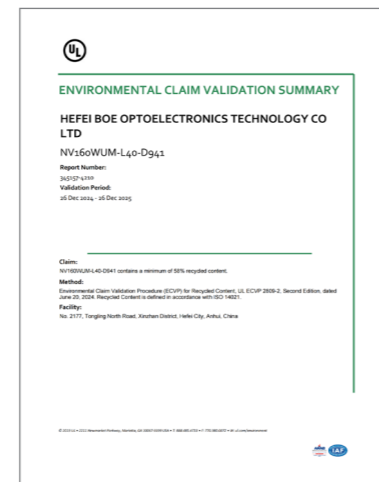 UL
ENVIRONMENTAL CLAIM VALIDATION SUMMARY
HEFEI BOE OPTOELECTRONICS TECHNOLOGY CO
LTD
NV160WUM-L40-D941
Report Number:
345157-4210
Validation Period:
26 Dec 2024 - 26 Dec 2025
Claim:
NV160WUM-L40-D941 contains a minimum of 50% recycled content.
Method:
Environmental Claim Validation Procedure (ECVP) for Recycled Content, UL ECVP 2809-2, Second Edition, dated
June 20, 2024. Recycled Content is defined in accordance with ISO 14021.
Facility:
No. 2177, Tongling North Road, Xinzhan District, Hefei City, Anhui, China
IAF